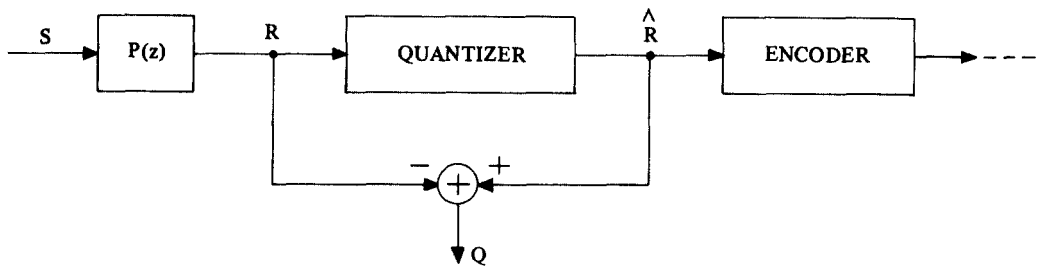 S
P(z)
R
QUANTIZER
^
R
ENCODER
−
+
+
Q